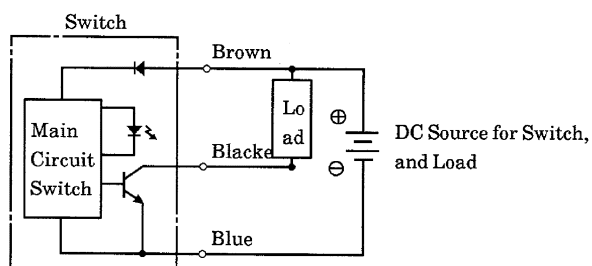 Switch
Brown
Lo
ad
⊕
DC Source for Switch,
and Load
Main
Circuit
Switch
Blacke
⊖
Blue